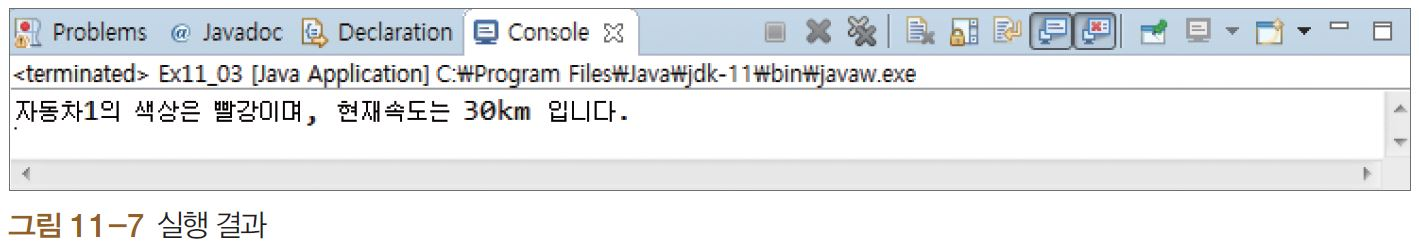 Problems @ Javadoc Declaration Console
<terminated> Ex11_03 [Java Application] C:₩Program Files₩Java₩jdk-11₩bin₩javaw.exe
자동차1의 색상은 빨강이며, 현재속도는 30km 입니다.
그림 11-7 실행 결과